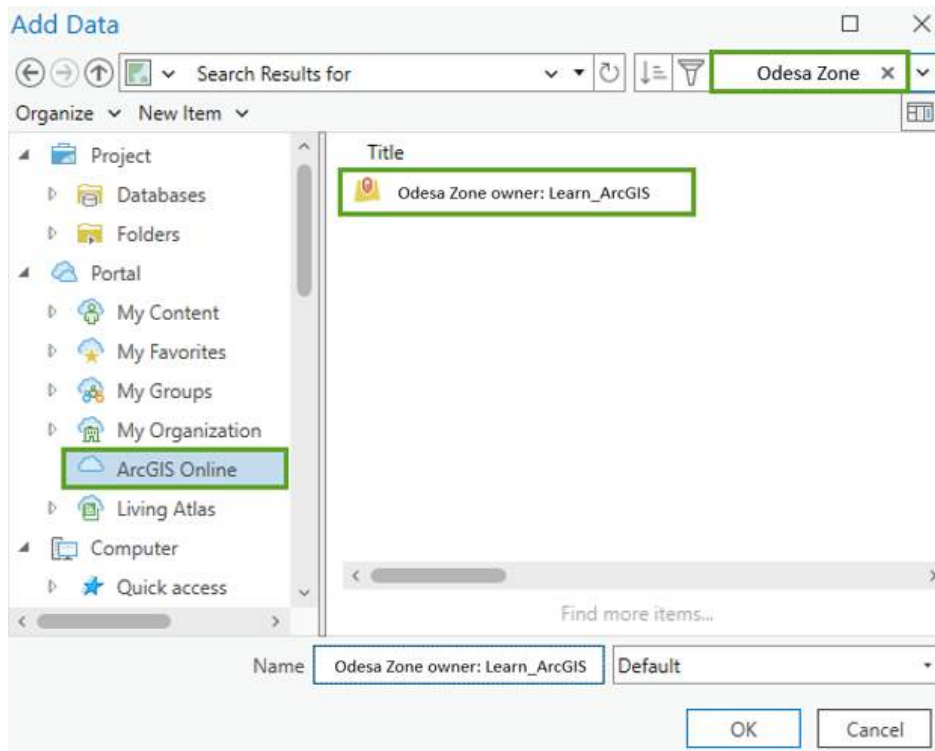 Add Data
Search Results for
Odesa Zone
Organize
New Item
Project
Databases
Folders
Portal
My Content
My Favorites
My Groups
My Organization
ArcGIS Online
Living Atlas
Computer
Quick access
Title
Odesa Zone owner: Learn_ArcGIS
Find more items...
Name Odesa Zone owner: Learn_ArcGIS Default
OK Cancel